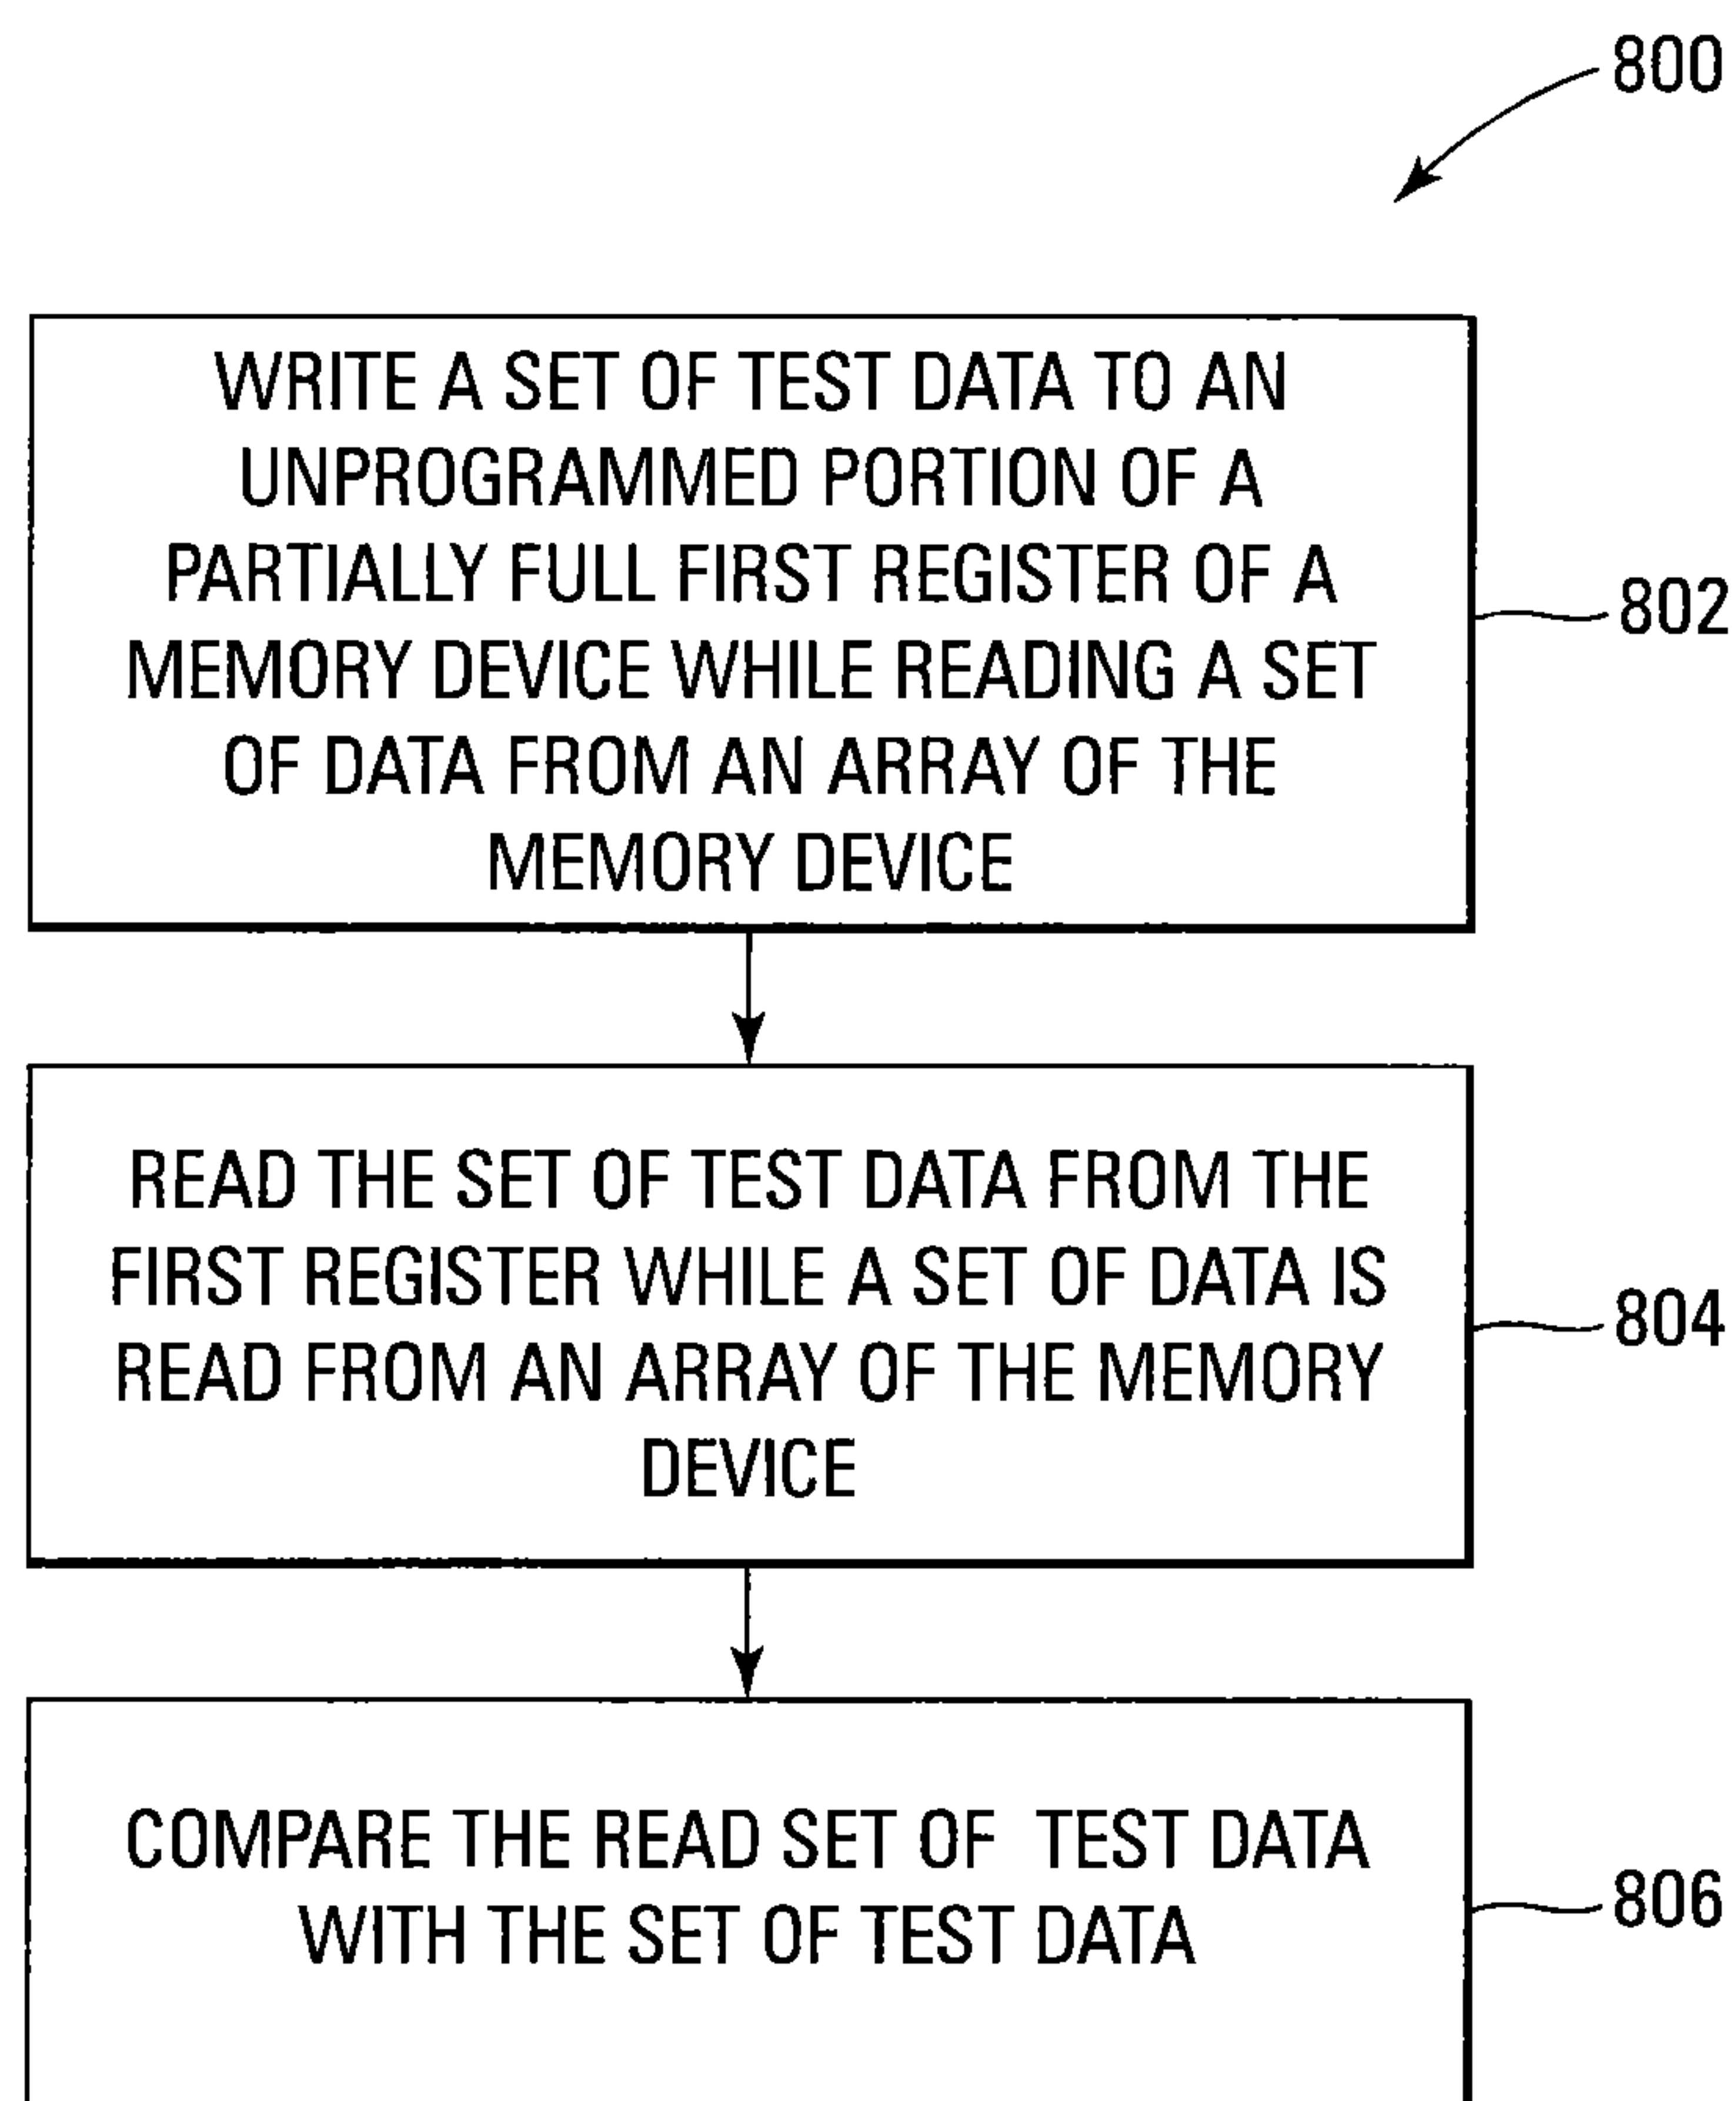 800
WRITE A SET OF TEST DATA TO AN
UNPROGRAMMED PORTION OF A
PARTIALLY FULL FIRST REGISTER OF A
MEMORY DEVICE WHILE READING A SET
OF DATA FROM AN ARRAY OF THE
MEMORY DEVICE
802
READ THE SET OF TEST DATA FROM THE
FIRST REGISTER WHILE A SET OF DATA IS
READ FROM AN ARRAY OF THE MEMORY
DEVICE
804
COMPARE THE READ SET OF TEST DATA
WITH THE SET OF TEST DATA
806